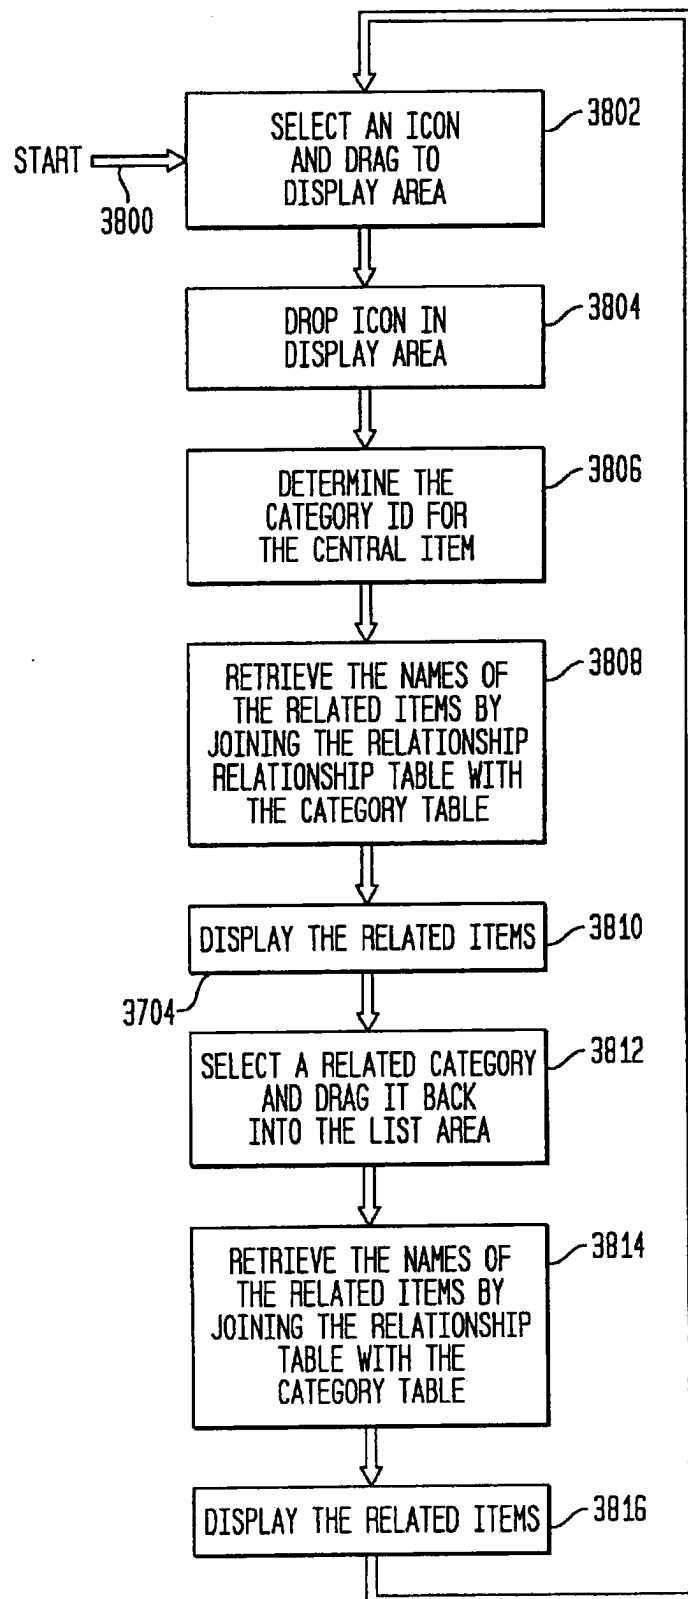 SELECT AN ICON
AND DRAG TO
DISPLAY AREA
3802
START
3800
DROP ICON IN
DISPLAY AREA
3804
DETERMINE THE
CATEGORY ID FOR
THE CENTRAL ITEM
3806
RETRIEVE THE NAMES OF
THE RELATED ITEMS BY
JOINING THE RELATIONSHIP
RELATIONSHIP TABLE WITH
THE CATEGORY TABLE
3808
DISPLAY THE RELATED ITEMS
3810
3704
SELECT A RELATED CATEGORY
AND DRAG IT BACK
INTO THE LIST AREA
3812
RETRIEVE THE NAMES OF
THE RELATED ITEMS BY
JOINING THE RELATIONSHIP
TABLE WITH THE
CATEGORY TABLE
3814
DISPLAY THE RELATED ITEMS
3816